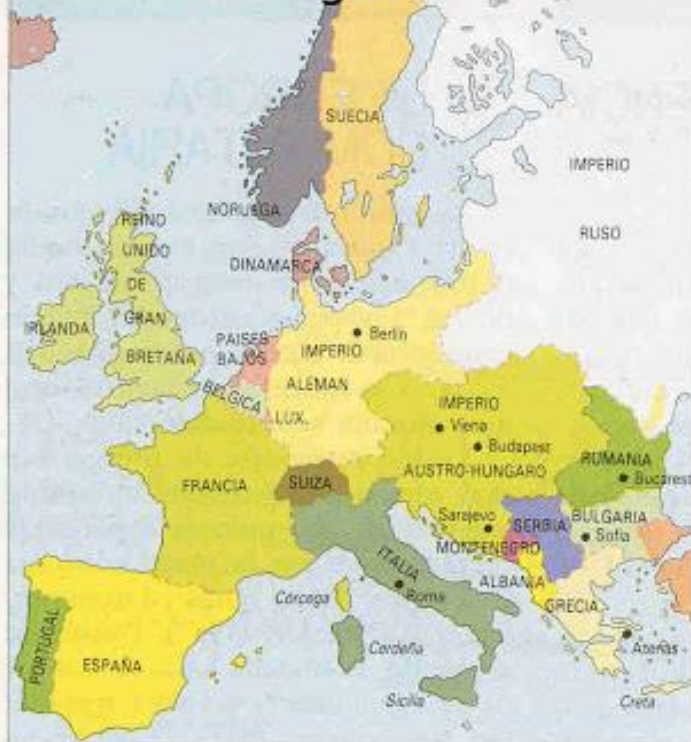 SUECIA
IMPERIO
RUSO
NORUEGA
REINO
UNIDO
DE
GRAN
BRETAÑA
DINAMARCA
IRLANDA
PAISES
BAJOS
Berlin
IMPERIO
ALEMAN
BELGICA
LUX.
IMPERIO
Viena
Budapest
AUSTRO-HUNGARO
RUMANIA
Bucarest
FRANCIA
SUIZA
Sarajevo
SERBIA
BULGARIA
Sofia
MONTENEGRO
ITALIA
Roma
ALBANIA
GRECIA
Córcega
PORTUGAL
ESPAÑA
Cerdeña
Atenas
Sicilia
Creta